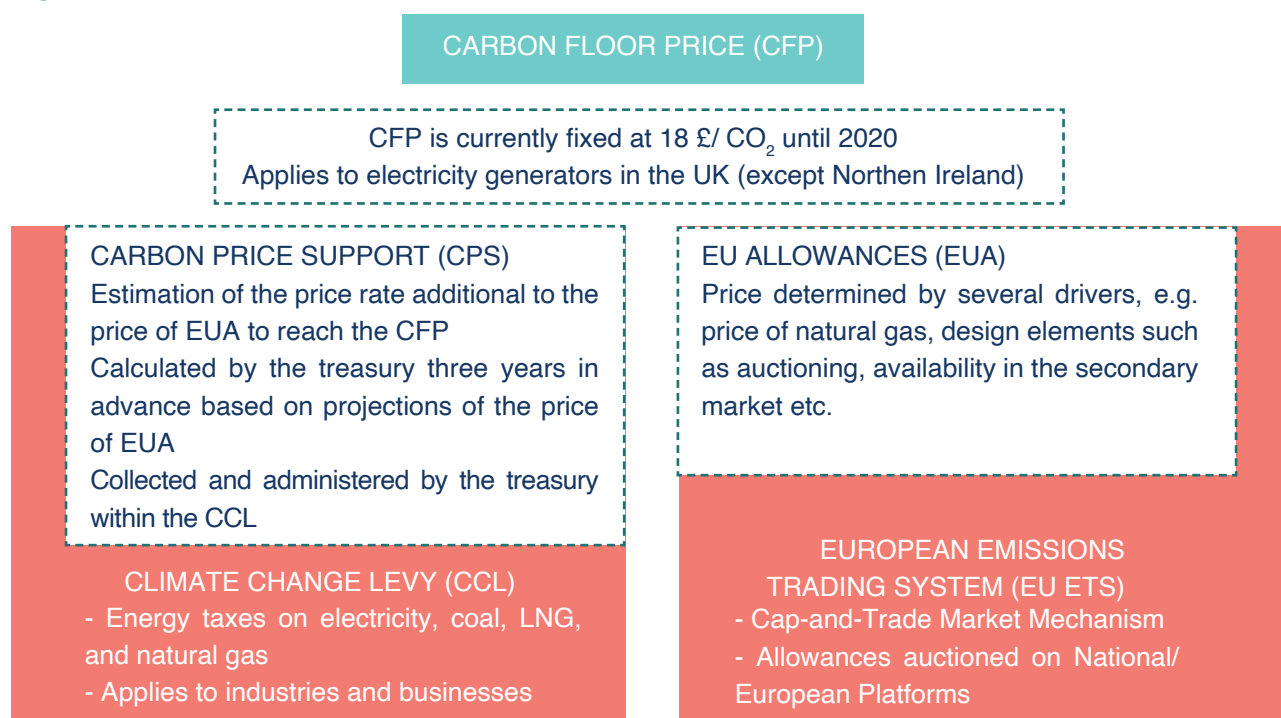 CARBON FLOOR PRICE (CFP)
CFP is currently fixed at 18 £/ CO₂ until 2020
Applies to electricity generators in the UK (except Northen Ireland)
CARBON PRICE SUPPORT (CPS)
Estimation of the price rate additional to the
price of EUA to reach the CFP
Calculated by the treasury three years in
advance based on projections of the price
of EUA
Collected and administered by the treasury
within the CCL
CLIMATE CHANGE LEVY (CCL)
- Energy taxes on electricity, coal, LNG,
and natural gas
- Applies to industries and businesses
EU ALLOWANCES (EUA)
Price determined by several drivers, e.g.
price of natural gas, design elements such
as auctioning, availability in the secondary
market etc.
EUROPEAN EMISSIONS
TRADING SYSTEM (EU ETS)
- Cap-and-Trade Market Mechanism
- Allowances auctioned on National/
European Platforms